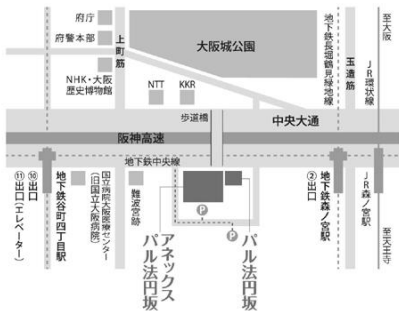 府庁
府警本部
NHK・大阪
歴史博物館
上町筋
大阪城公園
NTT
KKR
地下鉄長堀鶴見緑地線
玉造筋
JR環状線
至大阪
歩道橋
中央大通
阪神高速
地下鉄中央線
⑩出口
⑪出口(エレベーター)
地下鉄谷町四丁目駅
国立病院大阪医療センター
(旧国立大阪病院)
難波宮跡
P
P
アネックス
パル法円坂
パル法円坂
②出口
地下鉄森ノ宮駅
JR森ノ宮駅
至天王寺